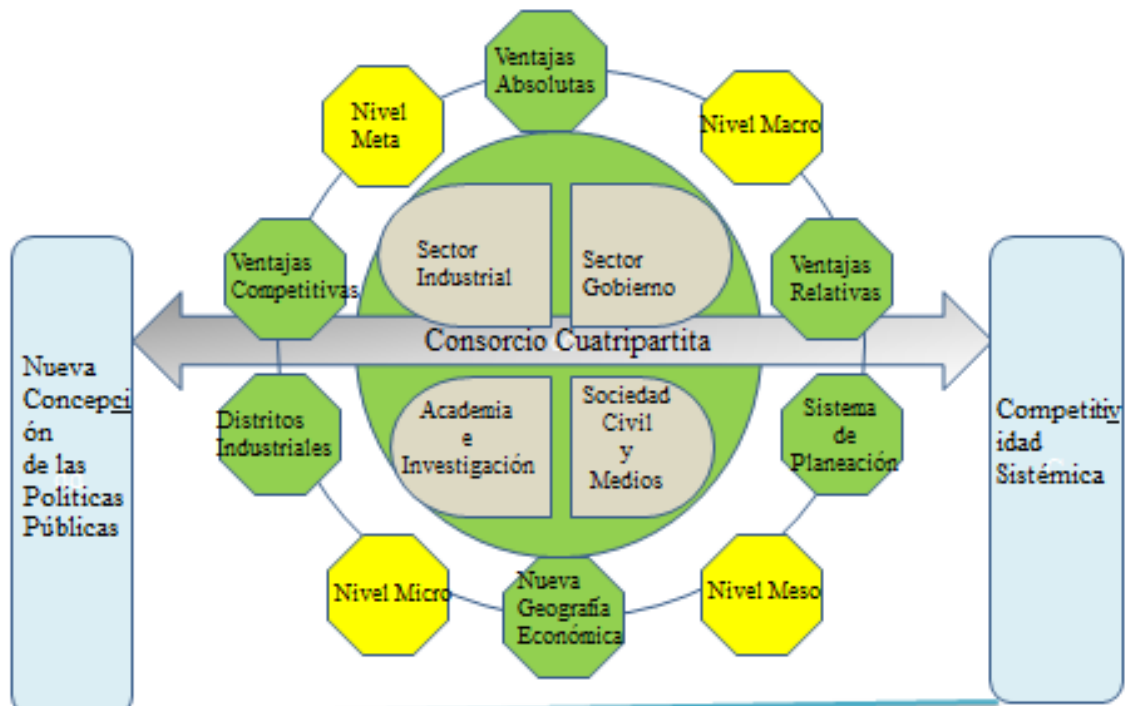 Ventajas
Absolutas
Nivel
Meta
Nivel Macro
Ventajas
Competitivas
Sector
Industrial
Sector
Gobierno
Ventajas
Relativas
Consorcio Cuatripartita
Nueva
Concepci
ón
de las
Políticas
Públicas
Distritos
Industriales
Academia
e
Investigación
Sociedad
Civil
y
Medios
Sistema
de
Planeación
Competitiv
idad
Sistémica
Nivel Micro
Nueva
Geografía
Económica
Nivel Meso